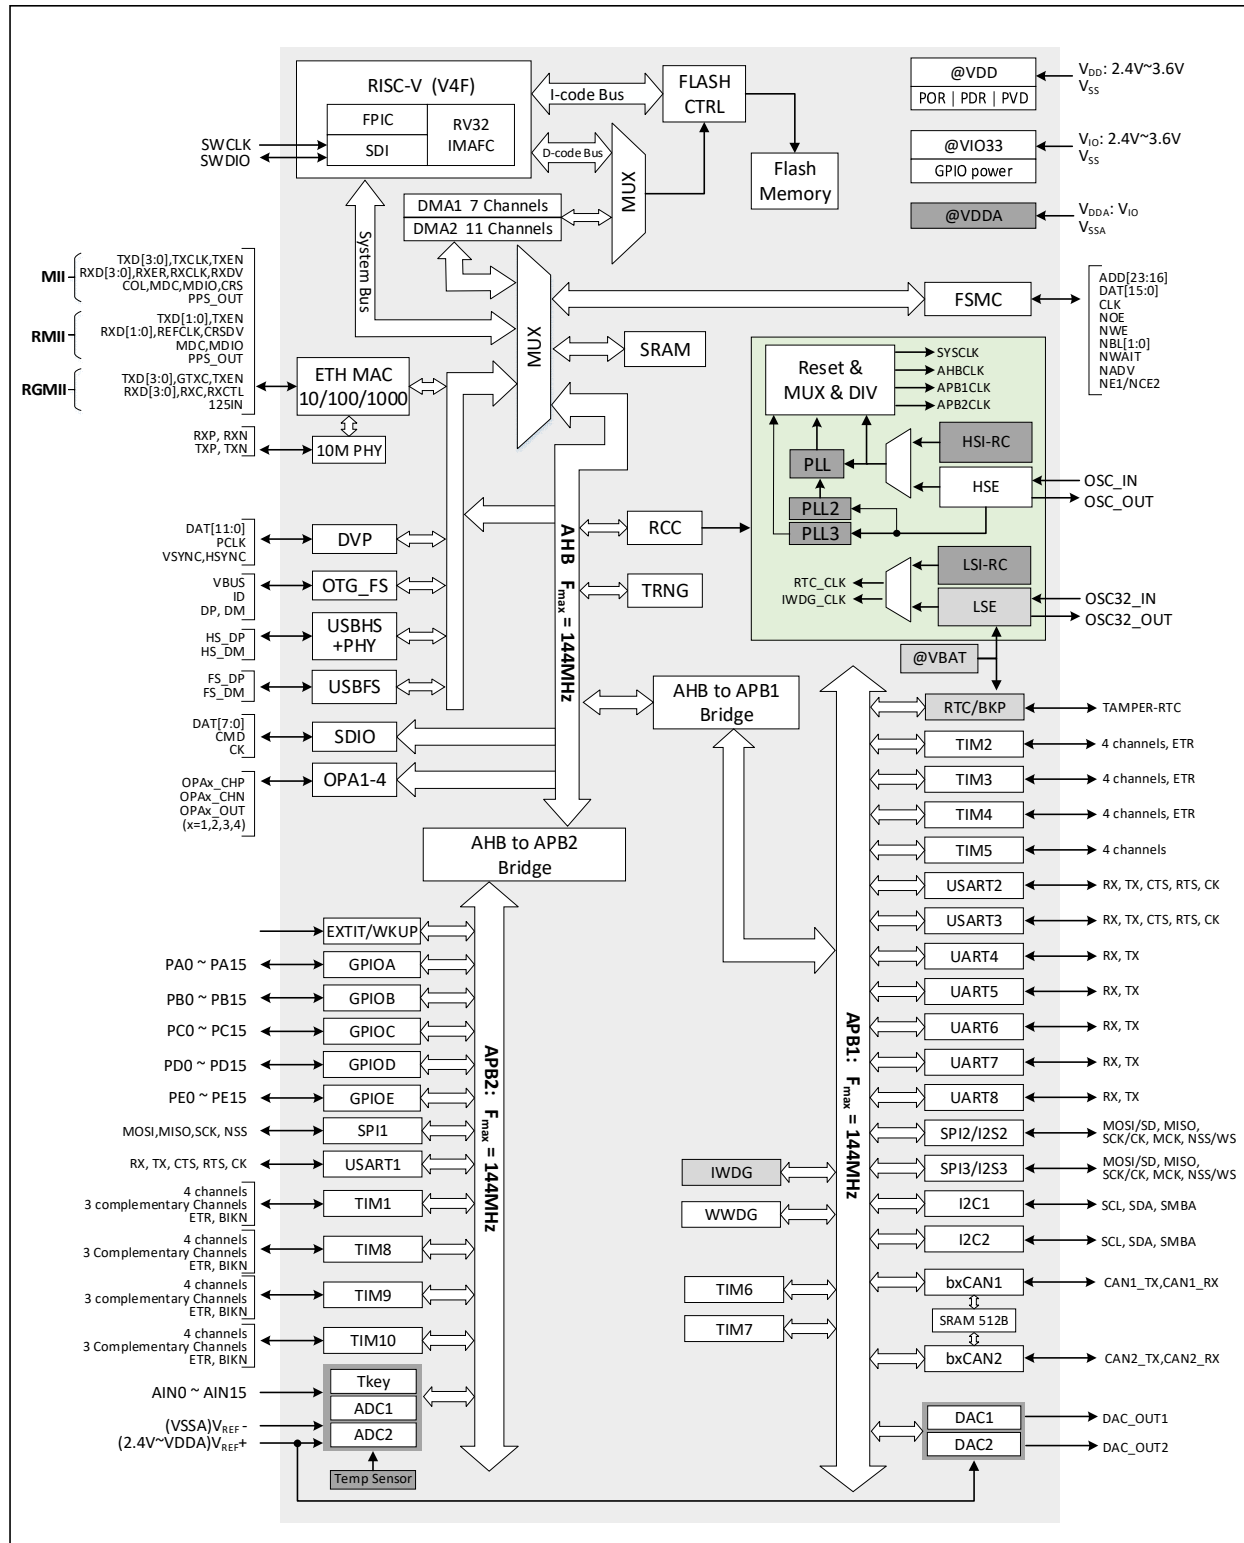 RISC-V (V4F)
FPIC
SDI
RV32
IMAFC
SWCLK
SWDIO
I-code Bus
D-code Bus
FLASH
CTRL
Flash
Memory
MUX
@VDD
POR | PDR | PVD
VDD: 2.4V~3.6V
VSS
@VIO33
GPIO power
VIO: 2.4V~3.6V
VSS
@VDDA
VDDA: VIO
VSSA
DMA1 7 Channels
DMA2 11 Channels
System Bus
MUX
MII
TXD[3:0],TXCLK,TXEN
RXD[3:0],RXER,RXCLK,RXDV
COL,MDC,MDIO,CRS
PPS_OUT
RMII
TXD[1:0],TXEN
RXD[1:0],REFCLK,CRSDV
MDC,MDIO
PPS_OUT
RGMII
TXD[3:0],GTXC,TXEN
RXD[3:0],RXC,RXCTL
125IN
ETH MAC
10/100/1000
RXP, RXN
TXP, TXN
10M PHY
SRAM
FSMC
ADD[23:16]
DAT[15:0]
CLK
NOE
NWE
NBL[1:0]
NWAIT
NADV
NE1/NCE2
Reset &
MUX & DIV
SYSCLK
AHBCLK
APB1CLK
APB2CLK
HSI-RC
PLL
HSE
OSC_IN
OSC_OUT
PLL2
PLL3
LSI-RC
RTC_CLK
IWDG_CLK
LSE
OSC32_IN
OSC32_OUT
@VBAT
RCC
TRNG
AHB Fmax = 144MHz
DAT[11:0]
PCLK
VSYNC,HSYNC
DVP
VBUS
ID
DP, DM
OTG_FS
HS_DP
HS_DM
USBHS
+PHY
FS_DP
FS_DM
USBFS
DAT[7:0]
CMD
CK
SDIO
OPAx_CHP
OPAx_CHN
OPAx_OUT
(x=1,2,3,4)
OPA1-4
AHB to APB1
Bridge
AHB to APB2
Bridge
EXTIT/WKUP
PA0 ~ PA15
GPIOA
PB0 ~ PB15
GPIOB
PC0 ~ PC15
GPIOC
PD0 ~ PD15
GPIOD
PE0 ~ PE15
GPIOE
MOSI,MISO,SCK, NSS
SPI1
RX, TX, CTS, RTS, CK
USART1
4 channels
3 complementary Channels
ETR, BIKN
TIM1
4 channels
3 Complementary Channels
ETR, BIKN
TIM8
4 channels
3 complementary Channels
ETR, BIKN
TIM9
4 channels
3 Complementary Channels
ETR, BIKN
TIM10
AIN0 ~ AIN15
Tkey
ADC1
ADC2
(VSSA)VREF-
(2.4V~VDDA)VREF+
Temp Sensor
APB2: Fmax = 144MHz
IWDG
WWDG
TIM6
TIM7
APB1: Fmax = 144MHz
RTC/BKP
TAMPER-RTC
TIM2
4 channels, ETR
TIM3
4 channels, ETR
TIM4
4 channels, ETR
TIM5
4 channels
USART2
RX, TX, CTS, RTS, CK
USART3
RX, TX, CTS, RTS, CK
UART4
RX, TX
UART5
RX, TX
UART6
RX, TX
UART7
RX, TX
UART8
RX, TX
SPI2/I2S2
MOSI/SD, MISO,
SCK/CK, MCK, NSS/WS
SPI3/I2S3
MOSI/SD, MISO,
SCK/CK, MCK, NSS/WS
I2C1
SCL, SDA, SMBA
I2C2
SCL, SDA, SMBA
bxCAN1
CAN1_TX,CAN1_RX
SRAM 512B
bxCAN2
CAN2_TX,CAN2_RX
DAC1
DAC_OUT1
DAC2
DAC_OUT2